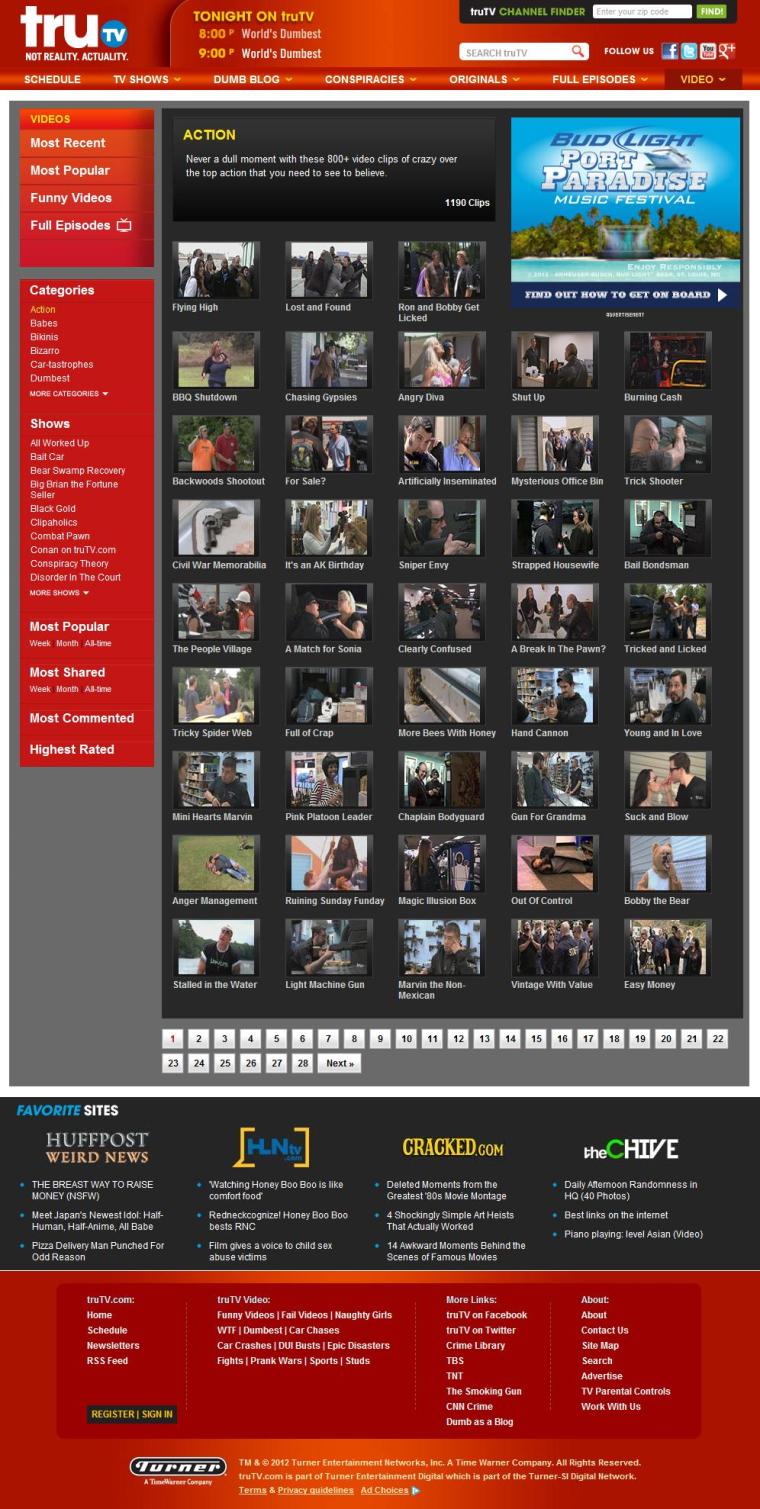 tru TV
NOT REALITY. ACTUALITY.
TONIGHT ON truTV
8:00 P World's Dumbest
9:00 P World's Dumbest
truTV CHANNEL FINDER Enter your zip code FIND!
SEARCH truTV FOLLOW US
SCHEDULE TV SHOWS DUMB BLOG CONSPIRACIES ORIGINALS FULL EPISODES VIDEO
VIDEOS
Most Recent
Most Popular
Funny Videos
Full Episodes
Categories
Action
Babes
Bikinis
Bizarro
Car-tastrophes
Dumbest
MORE CATEGORIES
Shows
All Worked Up
Bait Car
Bear Swamp Recovery
Big Brian the Fortune
Seller
Black Gold
Clipaholics
Combat Pawn
Conan on truTV.com
Conspiracy Theory
Disorder In The Court
MORE SHOWS
Most Popular
Week Month All-time
Most Shared
Week Month All-time
Most Commented
Highest Rated
ACTION
Never a dull moment with these 800+ video clips of crazy over
the top action that you need to see to believe.
1190 Clips
BUD LIGHT
PORT
PARADISE
MUSIC FESTIVAL
ENJOY RESPONSIBLY
FIND OUT HOW TO GET ON BOARD
ADVERTISEMENT
Flying High Lost and Found Ron and Bobby Get
Licked
BBQ Shutdown Chasing Gypsies Angry Diva Shut Up Burning Cash
Backwoods Shootout For Sale? Artificially Inseminated Mysterious Office Bin Trick Shooter
Civil War Memorabilia It's an AK Birthday Sniper Envy Strapped Housewife Bail Bondsman
The People Village A Match for Sonia Clearly Confused A Break In The Pawn? Tricked and Licked
Tricky Spider Web Full of Crap More Bees With Honey Hand Cannon Young and In Love
Mini Hearts Marvin Pink Platoon Leader Chaplain Bodyguard Gun For Grandma Suck and Blow
Anger Management Ruining Sunday Funday Magic Illusion Box Out Of Control Bobby the Bear
Stalled in the Water Light Machine Gun Marvin the Non- Vintage With Value Easy Money
Mexican
1 2 3 4 5 6 7 8 9 10 11 12 13 14 15 16 17 18 19 20 21 22
23 24 25 26 27 28 Next »
FAVORITE SITES
HUFFPOST
WEIRD NEWS
THE BREAST WAY TO RAISE
MONEY (NSFW)
Meet Japan's Newest Idol: Half-
Human, Half-Anime, All Babe
Pizza Delivery Man Punched For
Odd Reason
HLNtv
.com
'Watching Honey Boo Boo is like
comfort food'
Redneckcognize! Honey Boo Boo
bests RNC
Film gives a voice to child sex
abuse victims
CRACKED.COM
Deleted Moments from the
Greatest '80s Movie Montage
4 Shockingly Simple Art Heists
That Actually Worked
14 Awkward Moments Behind the
Scenes of Famous Movies
theCHIVE
Daily Afternoon Randomness in
HQ (40 Photos)
Best links on the internet
Piano playing: level Asian (Video)
truTV.com:
Home
Schedule
Newsletters
RSS Feed
REGISTER | SIGN IN
truTV Video:
Funny Videos | Fail Videos | Naughty Girls
WTF | Dumbest | Car Chases
Car Crashes | DUI Busts | Epic Disasters
Fights | Prank Wars | Sports | Studs
More Links:
truTV on Facebook
truTV on Twitter
Crime Library
TBS
TNT
The Smoking Gun
CNN Crime
Dumb as a Blog
About:
About
Contact Us
Site Map
Search
Advertise
TV Parental Controls
Work With Us
Turner
A TimeWarner Company
TM & © 2012 Turner Entertainment Networks, Inc. A Time Warner Company. All Rights Reserved.
truTV.com is part of Turner Entertainment Digital which is part of the Turner-SI Digital Network.
Terms & Privacy guidelines Ad Choices